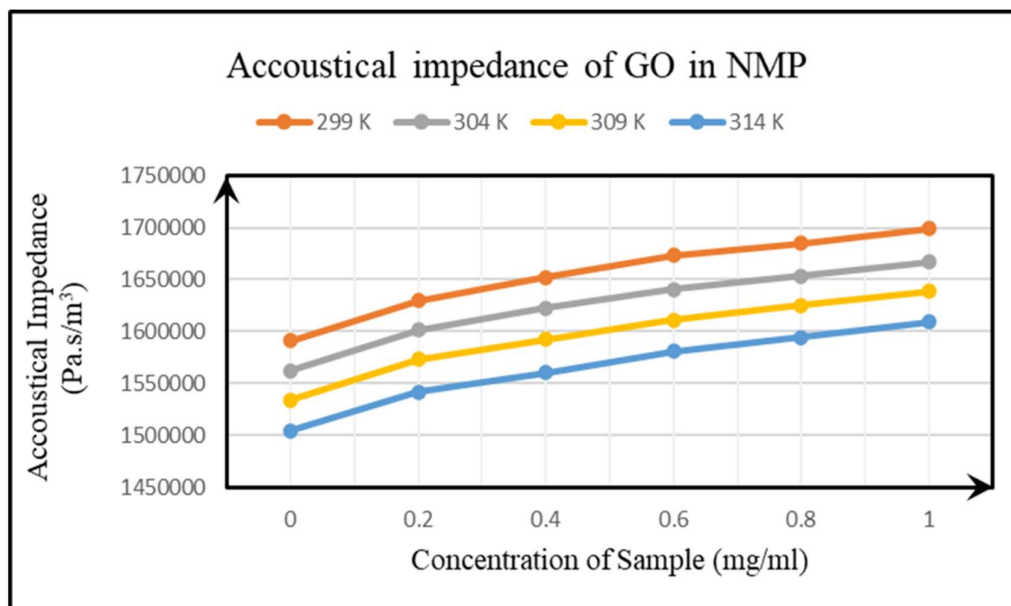 Accoustical impedance of GO in NMP
299 K 304 K 309 K 314 K
1750000
1700000
1650000
1600000
1550000
1500000
1450000
Accoustical Impedance
(Pa.s/m³)
0 0.2 0.4 0.6 0.8 1
Concentration of Sample (mg/ml)